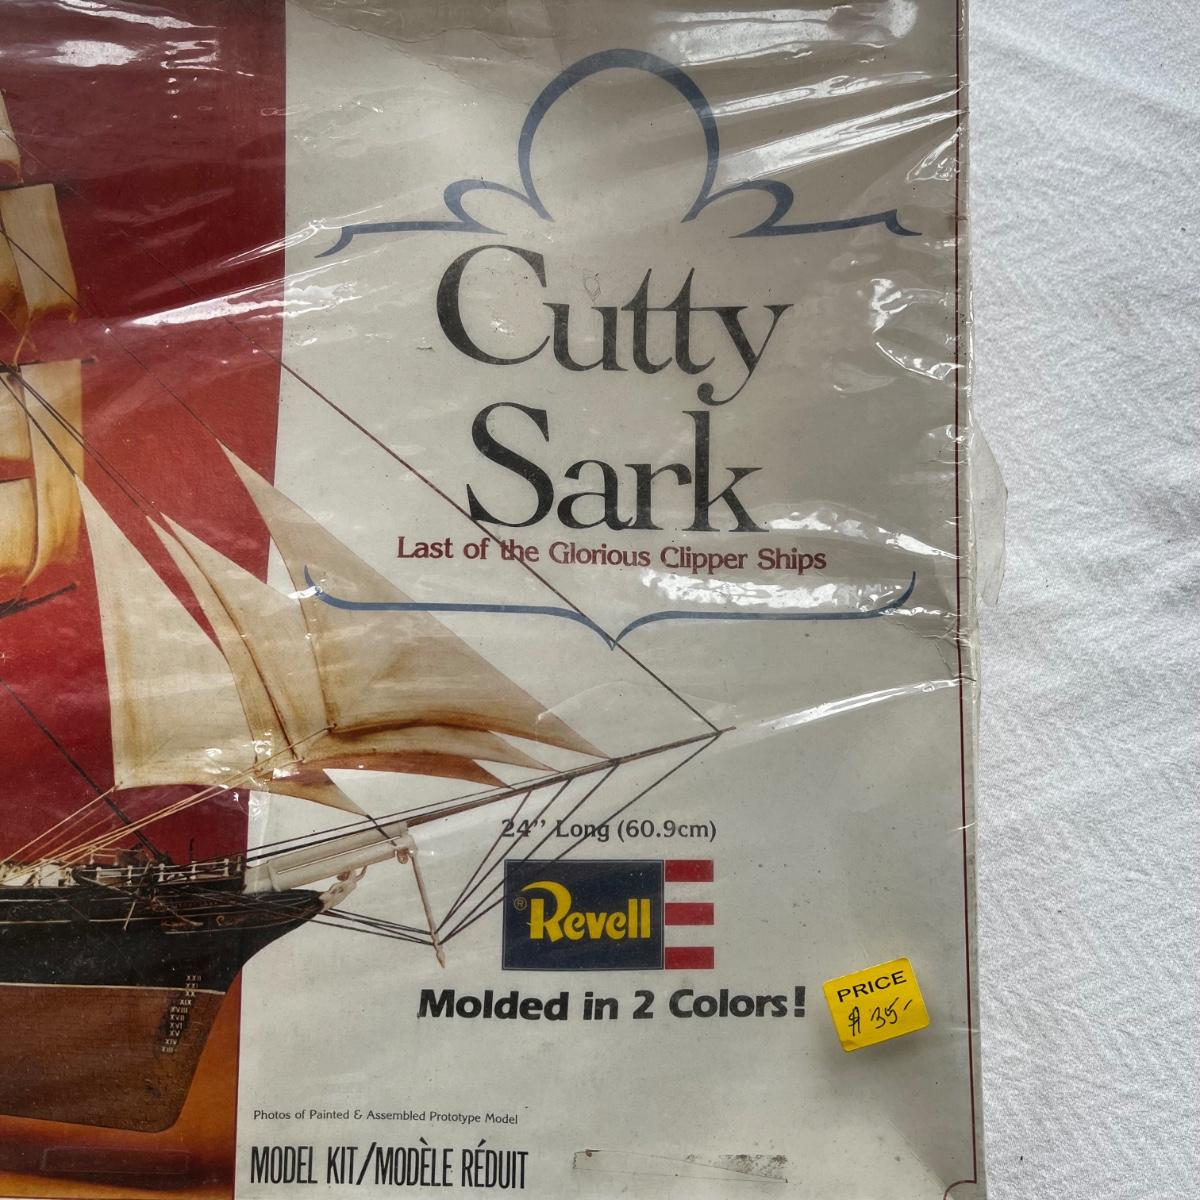 Cutty
Sark
Last of the Glorious Clipper Ships
24" Long (60.9cm)
® Revell
Molded in 2 Colors!
PRICE
$ 35-
Photos of Painted & Assembled Prototype Model
MODEL KIT/MODÈLE RÉDUIT